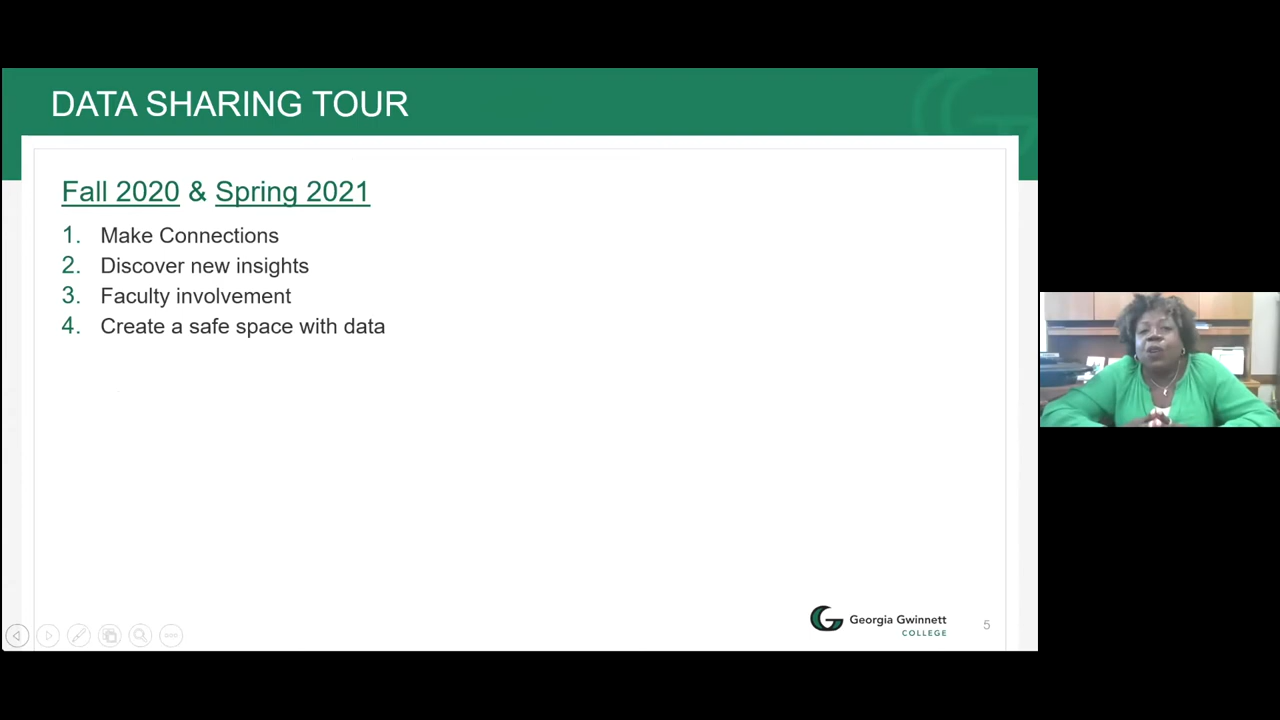 DATA SHARING TOUR
Fall 2020 & Spring 2021
1. Make Connections
2. Discover new insights
3. Faculty involvement
4. Create a safe space with data
Georgia Gwinnett
COLLEGE
5